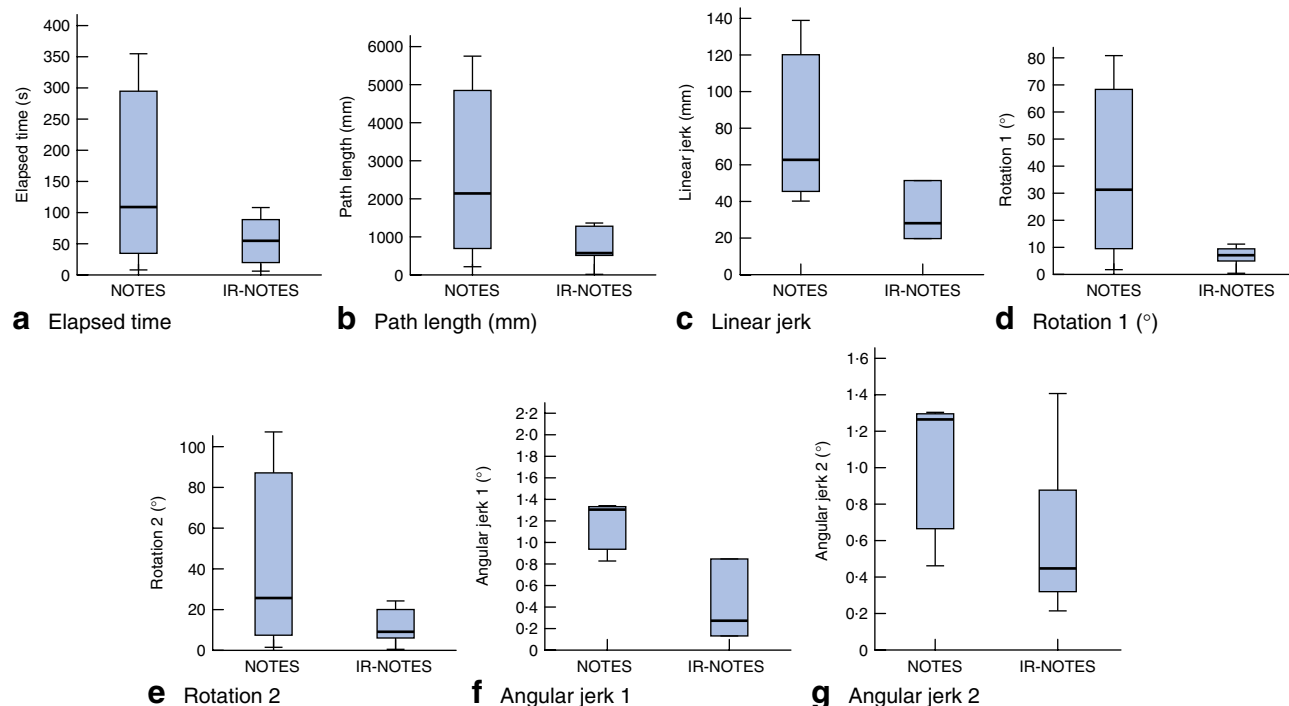 Elapsed time (s)
400
350
300
250
200
150
100
50
0
NOTES
IR-NOTES
a Elapsed time
Path length (mm)
6000
5000
4000
3000
2000
1000
0
NOTES
IR-NOTES
b Path length (mm)
Linear jerk (mm)
140
120
100
80
60
40
20
0
NOTES
IR-NOTES
c Linear jerk
Rotation 1 (°)
80
70
60
50
40
30
20
10
0
NOTES
IR-NOTES
d Rotation 1 (°)
Rotation 2 (°)
100
80
60
40
20
0
NOTES
IR-NOTES
e Rotation 2
Angular jerk 1 (°)
2·2
2·0
1·8
1·6
1·4
1·2
1·0
0·8
0·6
0·4
0·2
0
NOTES
IR-NOTES
f Angular jerk 1
Angular jerk 2 (°)
1·6
1·4
1·2
1·0
0·8
0·6
0·4
0·2
0
NOTES
IR-NOTES
g Angular jerk 2